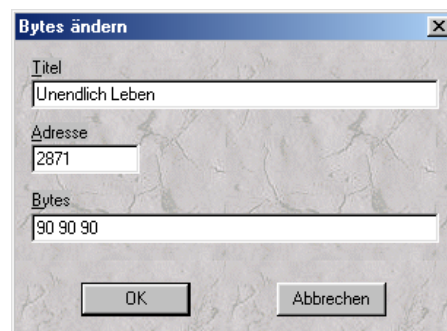 Bytes ändern
Titel
Unendlich Leben
Adresse
2871
Bytes
90 90 90
OK Abbrechen